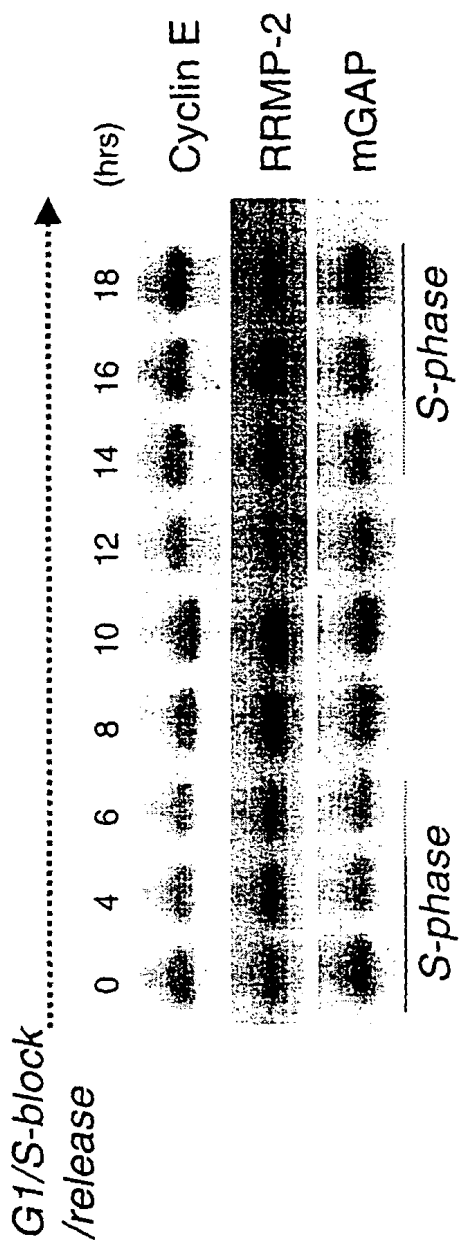 G1/S-block
/release
0 4 6 8 10 12 14 16 18 (hrs)
Cyclin E
RRMP-2
mGAP
S-phase S-phase